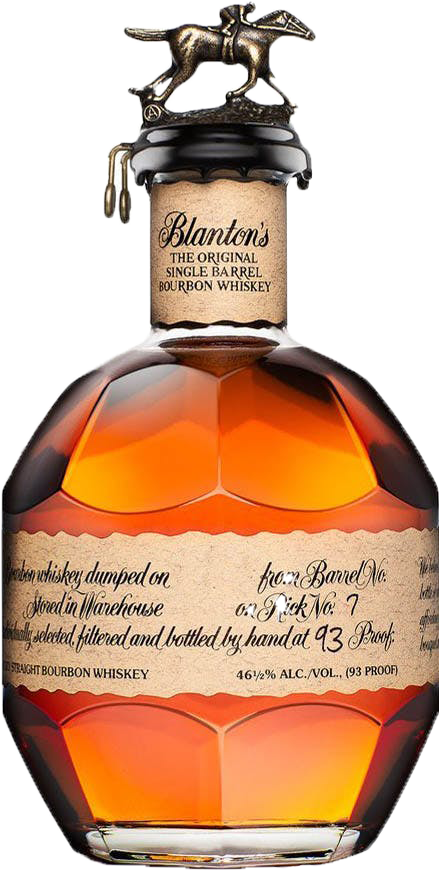 A
Blanton's
THE ORIGINAL
SINGLE BARREL
BOURBON WHISKEY
Bourbon whiskey dumped on from Barrel No.
Stored in Warehouse on Rick No. 7
individually selected, filtered and bottled by hand at 93 Proof.
STRAIGHT BOURBON WHISKEY 46½% ALC./VOL., (93 PROOF)